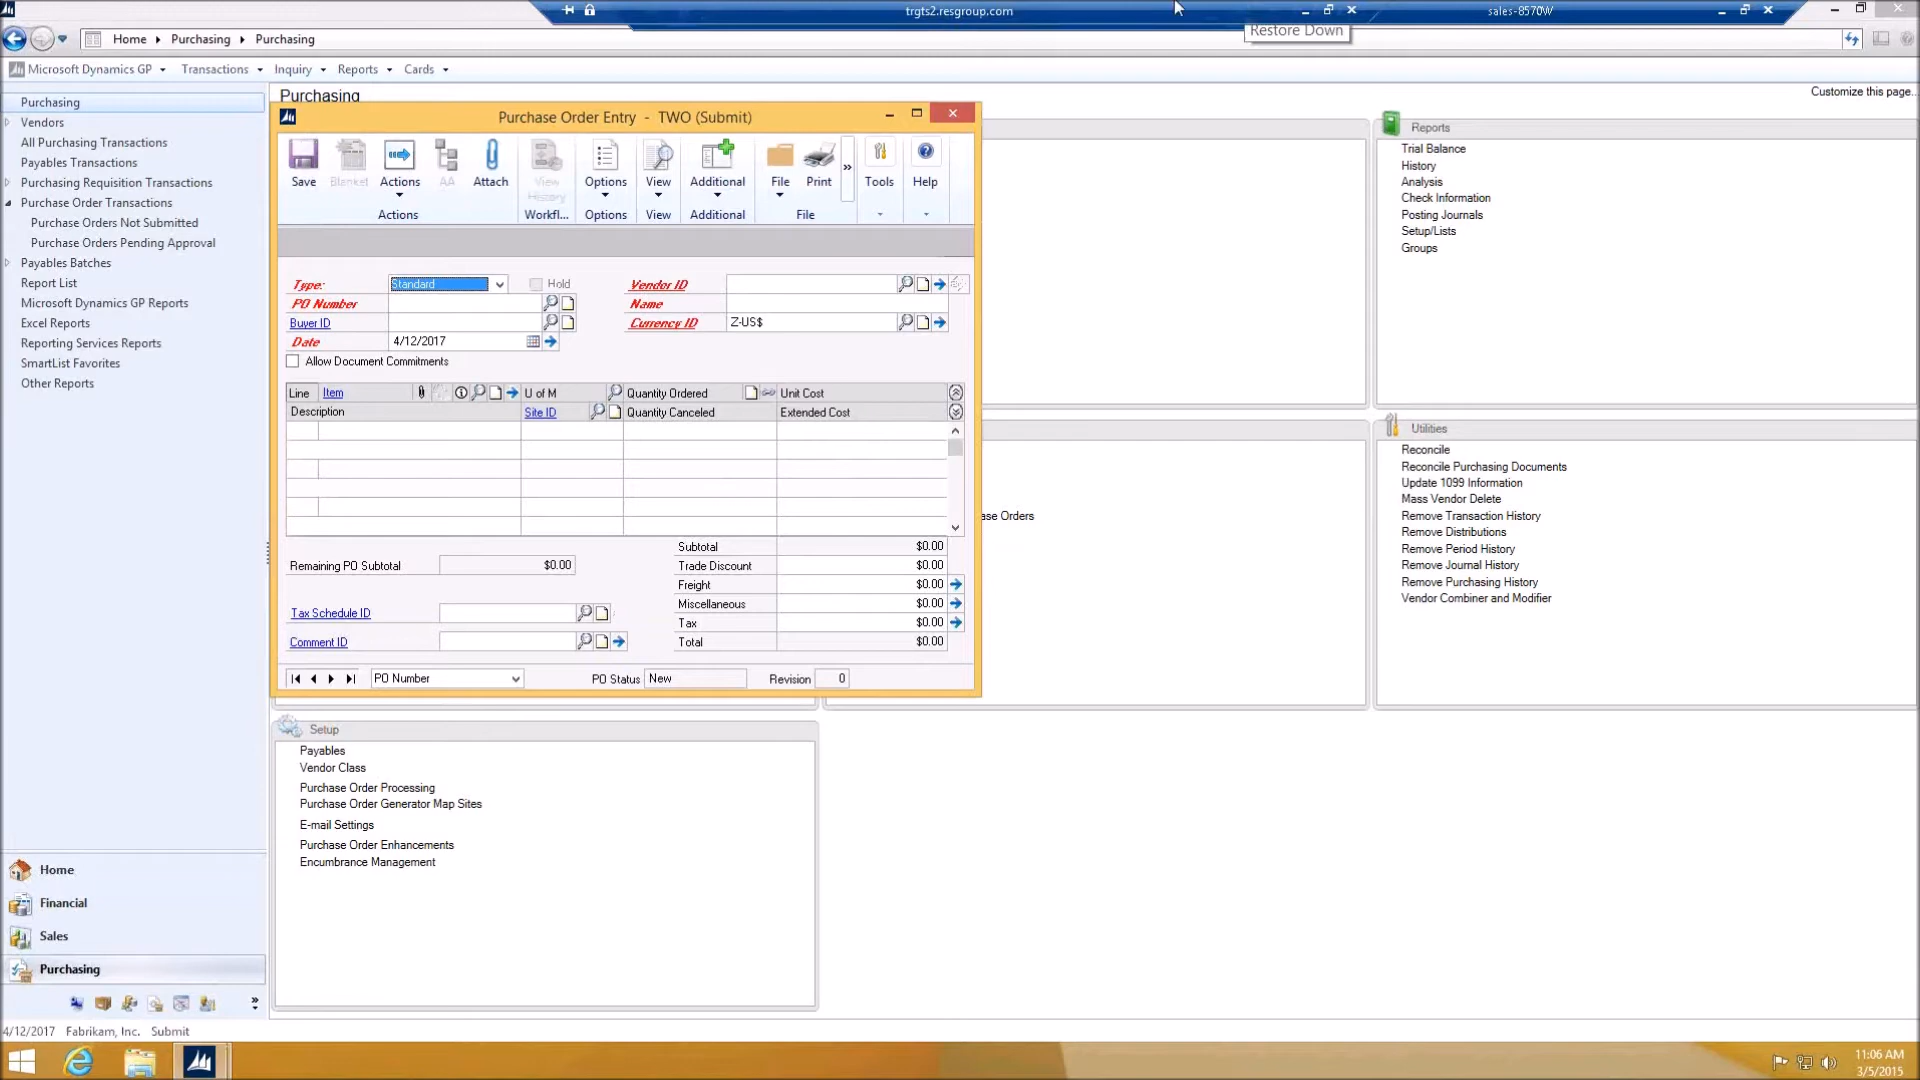 trgts2.resgroup.com
sales-8570W
Restore Down
Home ▸ Purchasing ▸ Purchasing
Microsoft Dynamics GP Transactions Inquiry Reports Cards
Purchasing
Vendors
All Purchasing Transactions
Payables Transactions
Purchasing Requisition Transactions
Purchase Order Transactions
Purchase Orders Not Submitted
Purchase Orders Pending Approval
Payables Batches
Report List
Microsoft Dynamics GP Reports
Excel Reports
Reporting Services Reports
SmartList Favorites
Other Reports
Home
Financial
Sales
Purchasing
Purchasing
Customize this page...
Purchase Order Entry - TWO (Submit)
Save Blanket Actions AA Attach View History Options View Additional File Print » Tools Help
Actions Workfl... Options View Additional File
Type: Standard Hold Vendor ID
PO Number Name
Buyer ID Currency ID Z-US$
Date 4/12/2017
Allow Document Commitments
Line Item U of M Quantity Ordered Unit Cost
Description Site ID Quantity Canceled Extended Cost
Subtotal $0.00
Remaining PO Subtotal $0.00 Trade Discount $0.00
Freight $0.00
Miscellaneous $0.00
Tax Schedule ID Tax $0.00
Comment ID Total $0.00
PO Number PO Status New Revision 0
ase Orders
Reports
Trial Balance
History
Analysis
Check Information
Posting Journals
Setup/Lists
Groups
Utilities
Reconcile
Reconcile Purchasing Documents
Update 1099 Information
Mass Vendor Delete
Remove Transaction History
Remove Distributions
Remove Period History
Remove Journal History
Remove Purchasing History
Vendor Combiner and Modifier
Setup
Payables
Vendor Class
Purchase Order Processing
Purchase Order Generator Map Sites
E-mail Settings
Purchase Order Enhancements
Encumbrance Management
4/12/2017 Fabrikam, Inc. Submit
11:06 AM
3/5/2015